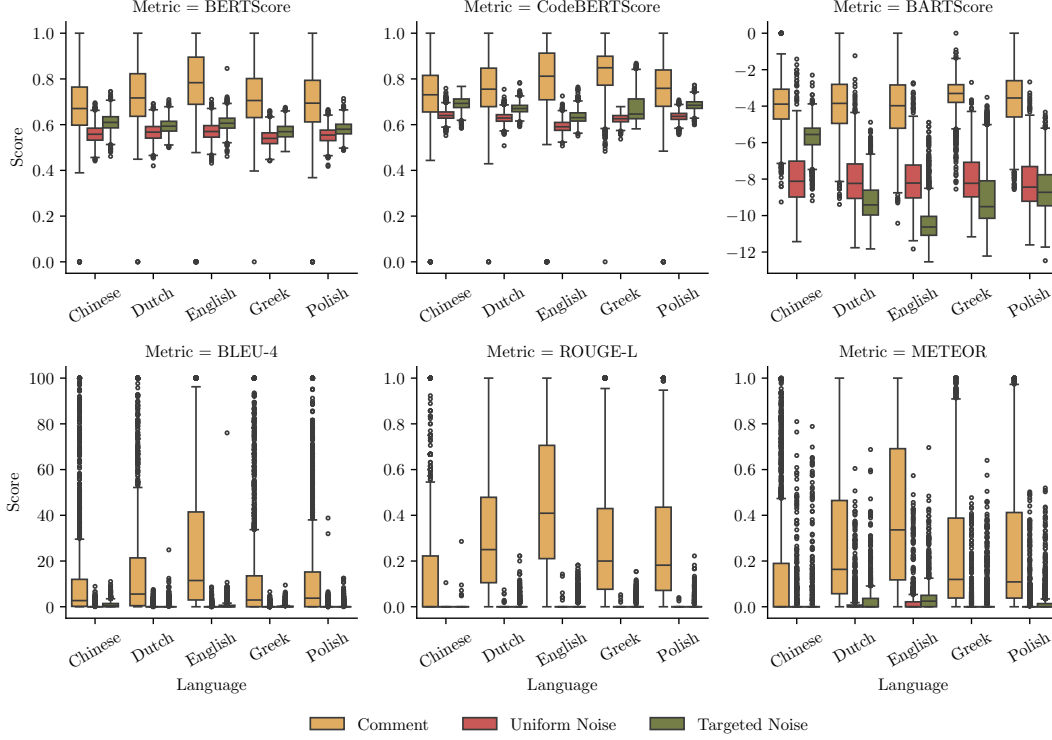 Metric = BERTScore
Metric = CodeBERTScore
Metric = BARTScore
1.0
0.8
0.6
0.4
0.2
0.0
Score
1.0
0.8
0.6
0.4
0.2
0.0
0
−2
−4
−6
−8
−10
−12
Chinese
Dutch
English
Greek
Polish
Chinese
Dutch
English
Greek
Polish
Chinese
Dutch
English
Greek
Polish
Metric = BLEU-4
Metric = ROUGE-L
Metric = METEOR
100
80
60
40
20
0
Score
1.0
0.8
0.6
0.4
0.2
0.0
1.0
0.8
0.6
0.4
0.2
0.0
Chinese
Dutch
English
Greek
Polish
Chinese
Dutch
English
Greek
Polish
Chinese
Dutch
English
Greek
Polish
Language
Language
Language
Comment
Uniform Noise
Targeted Noise